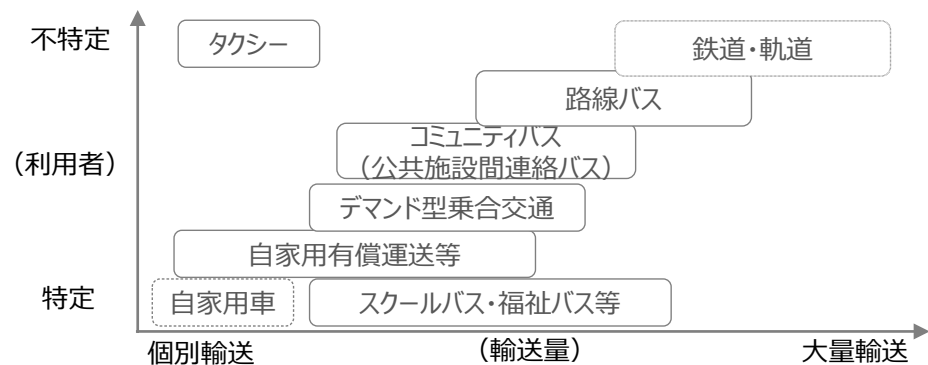 不特定
タクシー
鉄道・軌道
路線バス
コミュニティバス
（利用者）
（公共施設間連絡バス）
デマンド型乗合交通
自家用有償運送等
特定
自家用車
スクールバス・福祉バス等
個別輸送
（輸送量）
大量輸送